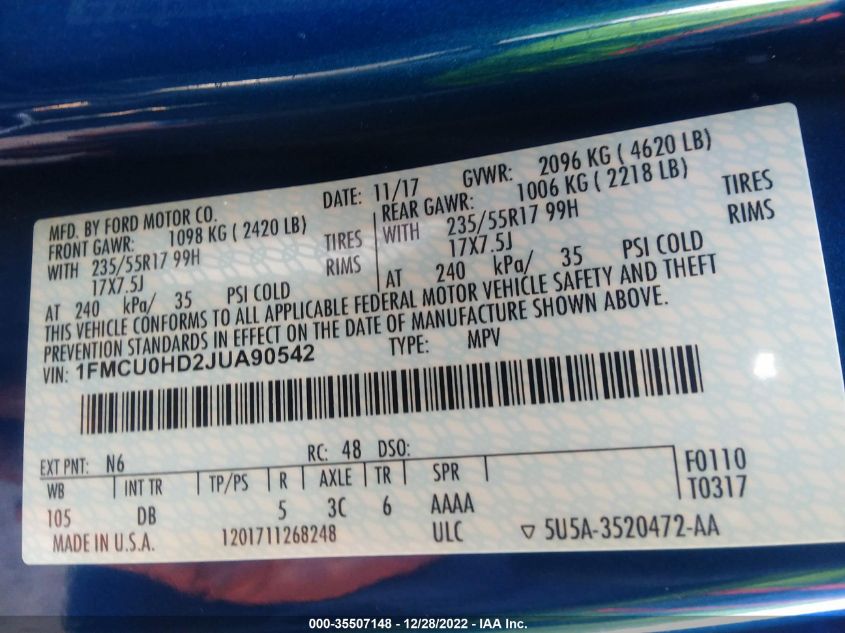 MFD. BY FORD MOTOR CO. DATE: 11/17 GVWR: 2096 KG ( 4620 LB)
FRONT GAWR: 1098 KG ( 2420 LB) REAR GAWR: 1006 KG ( 2218 LB)
WITH 235/55R17 99H TIRES WITH 235/55R17 99H TIRES
17X7.5J RIMS 17X7.5J RIMS
AT 240 kPa/ 35 PSI COLD AT 240 kPa/ 35 PSI COLD
THIS VEHICLE CONFORMS TO ALL APPLICABLE FEDERAL MOTOR VEHICLE SAFETY AND THEFT
PREVENTION STANDARDS IN EFFECT ON THE DATE OF MANUFACTURE SHOWN ABOVE.
VIN: 1FMCU0HD2JUA90542 TYPE: MPV
EXT PNT: N6 RC: 48 DSO:
WB INT TR TP/PS R AXLE TR SPR F0110
105 DB 5 3C 6 AAAA T0317
MADE IN U.S.A. 1201711268248 ULC ▽ 5U5A-3520472-AA
000-35507148 - 12/28/2022 - IAA Inc.